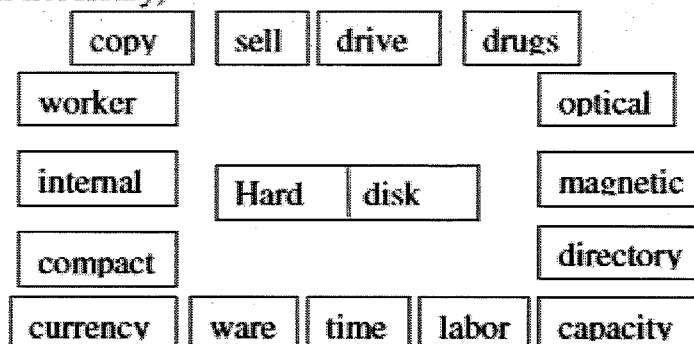 copy sell drive drugs
worker optical
internal magnetic
Hard disk
compact directory
currency ware time labor capacity